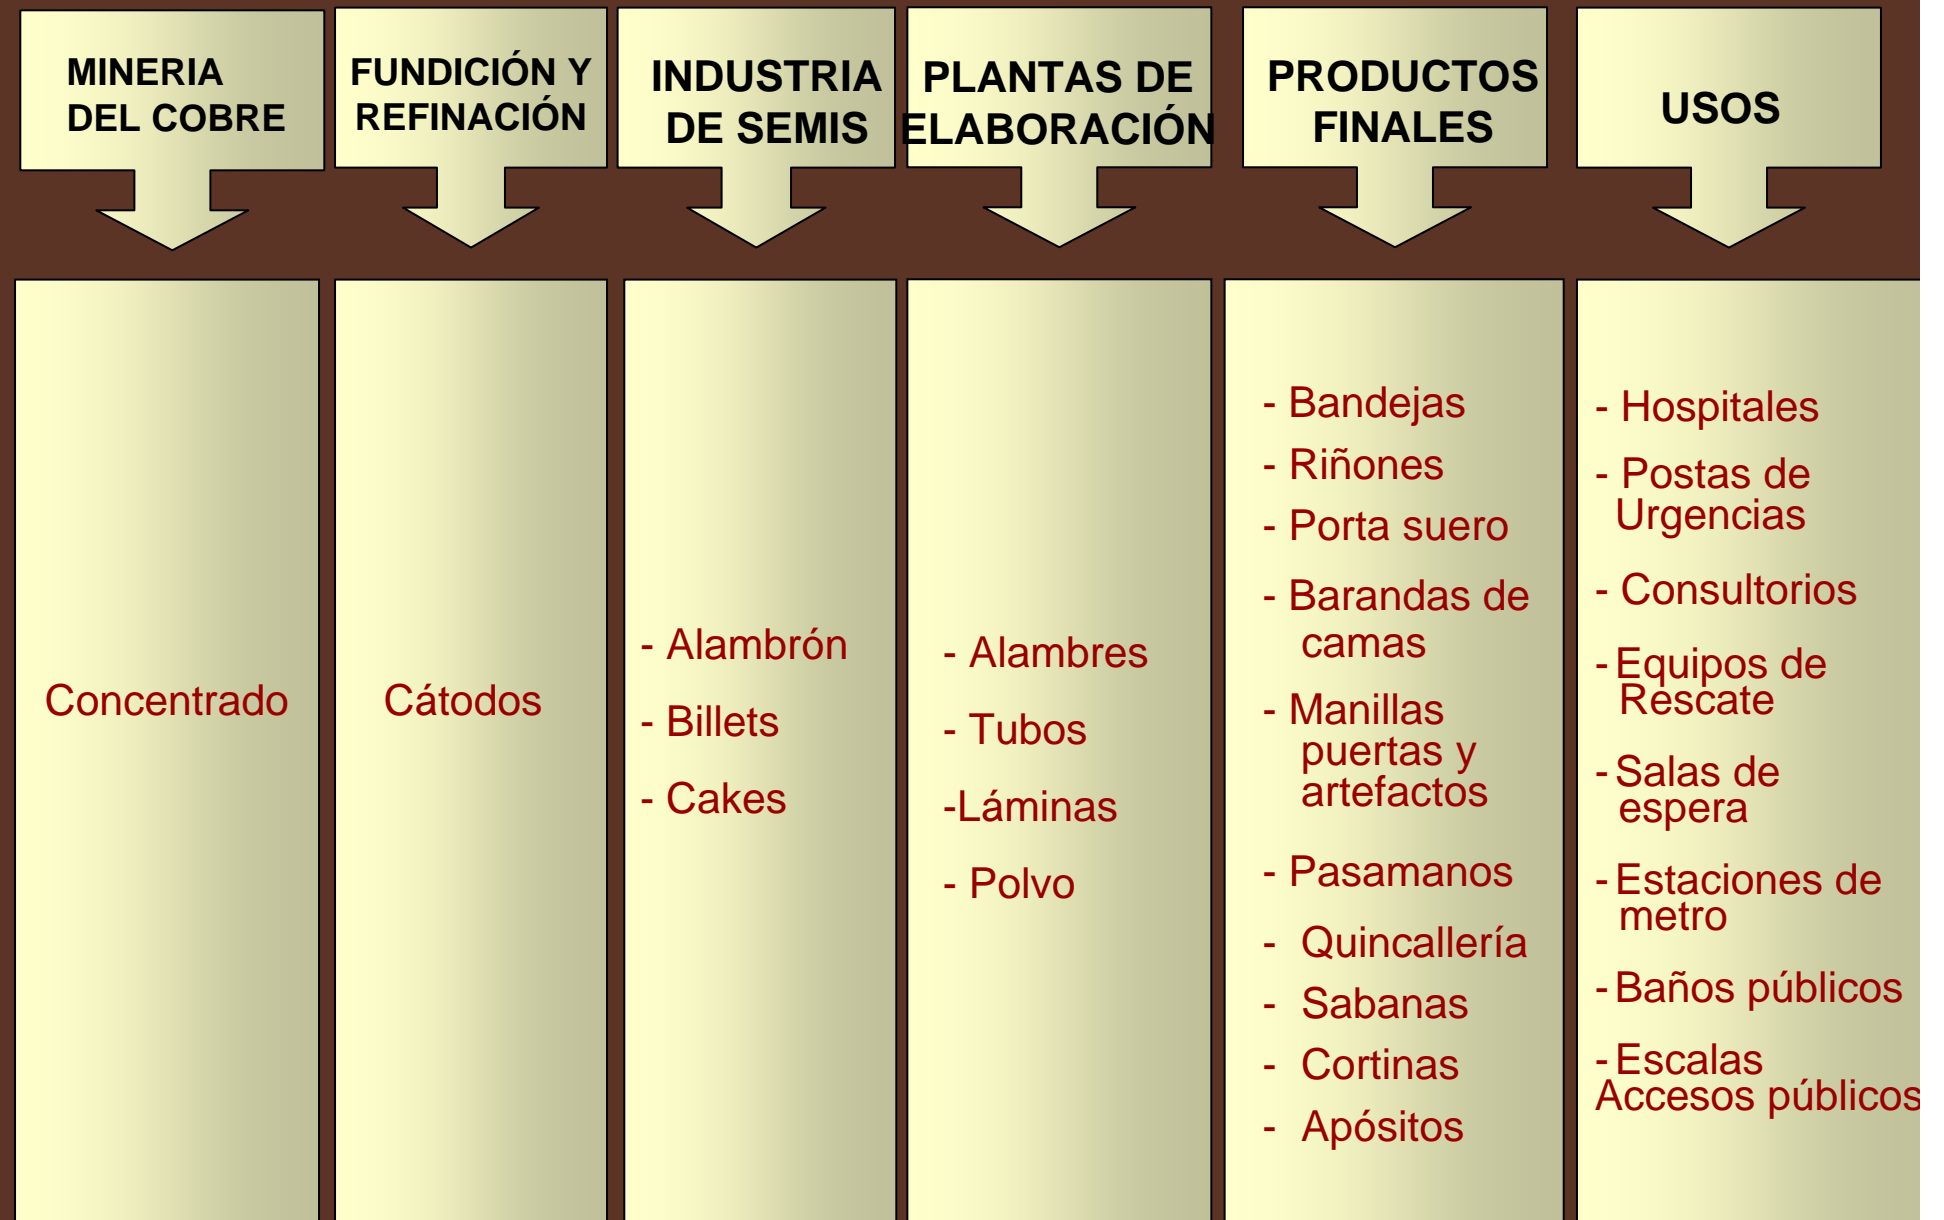 MINERIA
DEL COBRE
FUNDICIÓN Y
REFINACIÓN
INDUSTRIA
DE SEMIS
PLANTAS DE
ELABORACIÓN
PRODUCTOS
FINALES
USOS
Concentrado
Cátodos
- Alambrón
- Billets
- Cakes
- Alambres
- Tubos
-Láminas
- Polvo
- Bandejas
- Riñones
- Porta suero
- Barandas de
camas
- Manillas
puertas y
artefactos
- Pasamanos
- Quincallería
- Sabanas
- Cortinas
- Apósitos
- Hospitales
- Postas de
Urgencias
- Consultorios
- Equipos de
Rescate
- Salas de
espera
- Estaciones de
metro
- Baños públicos
- Escalas
Accesos públicos